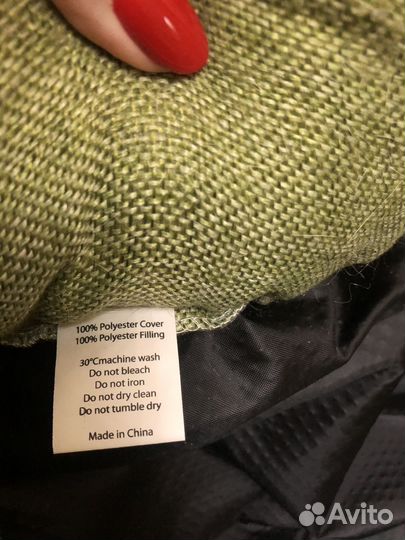 100% Polyester Cover
100% Polyester Filling
30°Cmachine wash
Do not bleach
Do not iron
Do not dry clean
Do not tumble dry
Made in China
Avito